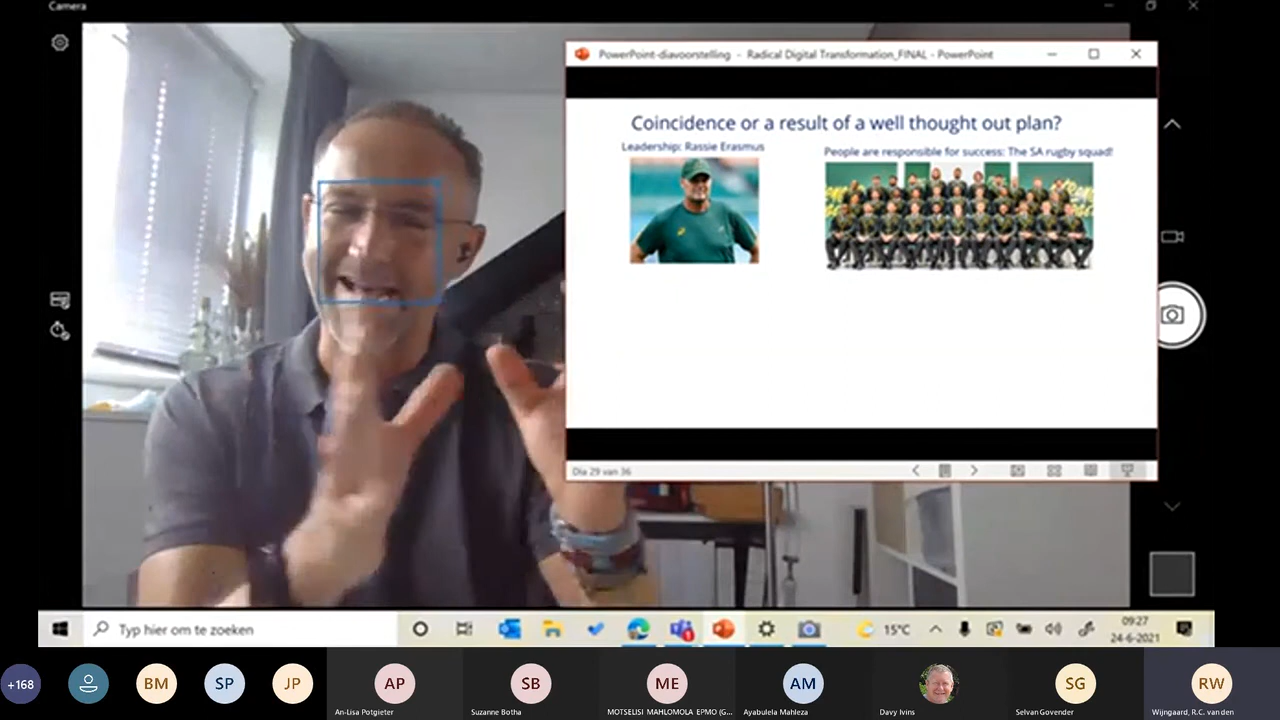 Camera
PowerPoint-diavoorstelling - Radical Digital Transformation_FINAL - PowerPoint
Coincidence or a result of a well thought out plan?
Leadership: Rassie Erasmus
People are responsible for success: The SA rugby squad!
Dia 29 van 36
Typ hier om te zoeken
15°C
09:27
24-6-2021
+168
BM
SP
JP
AP
SB
ME
AM
SG
RW
An-Lisa Potgieter
Suzanne Botha
MOTSELISI MAHLOMOLA EPMO (G...
Ayabulela Mahleza
Davy Ivins
Selvan Govender
Wijngaard, R.C. van den